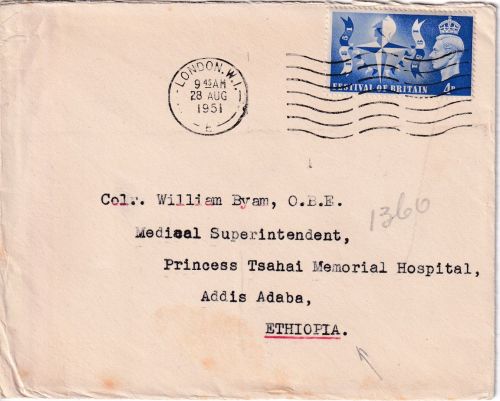 LONDON.W.1.
9 45 AM
28 AUG
1951
FESTIVAL OF BRITAIN 4D
1360
Colr. William Byam, O.B.E.
Medical Superintendent,
Princess Tsahai Memorial Hospital,
Addis Adaba,
ETHIOPIA.